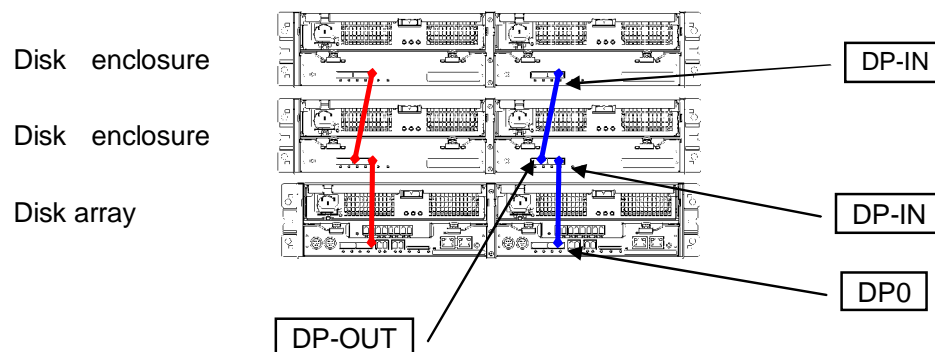 Disk enclosure
DP-IN
Disk enclosure
Disk array
DP-IN
DP0
DP-OUT